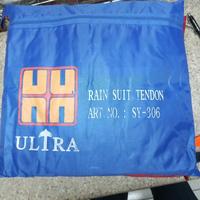 RAIN SUIT TENDON
ART NO. : SY-306
ULTRA